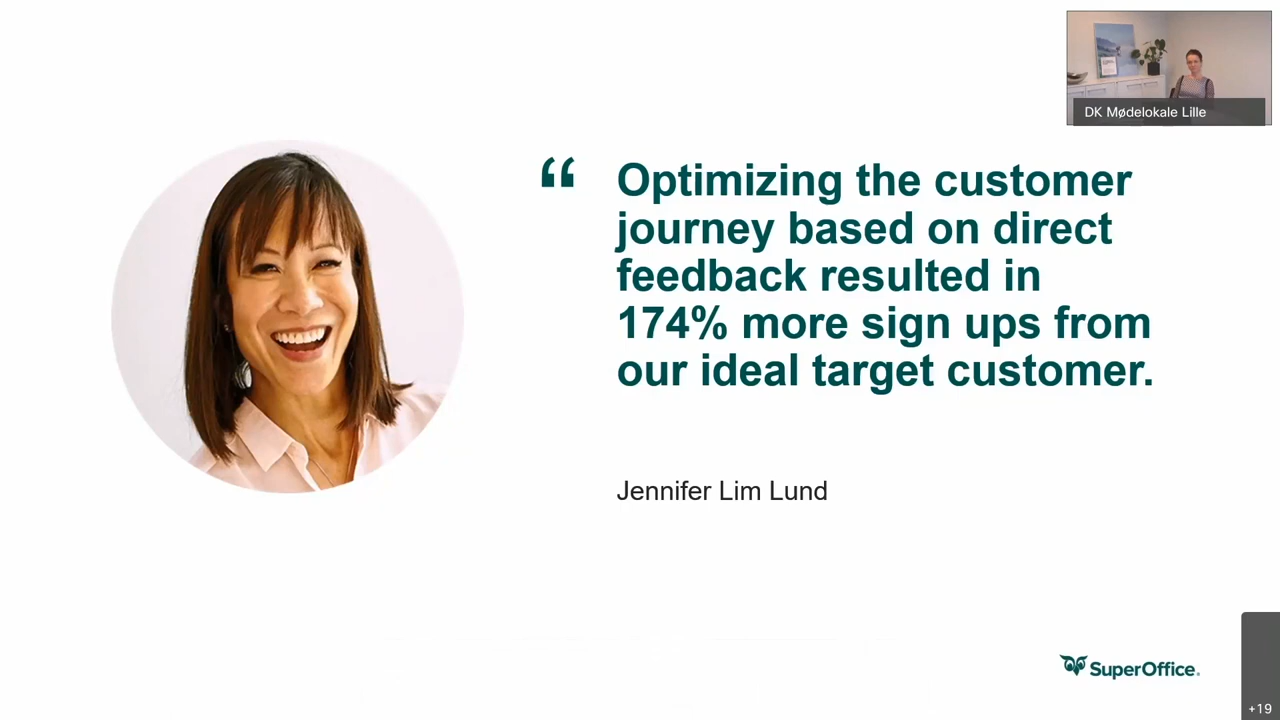 DK Mødelokale Lille
“ Optimizing the customer
journey based on direct
feedback resulted in
174% more sign ups from
our ideal target customer.
Jennifer Lim Lund
SuperOffice.
+19